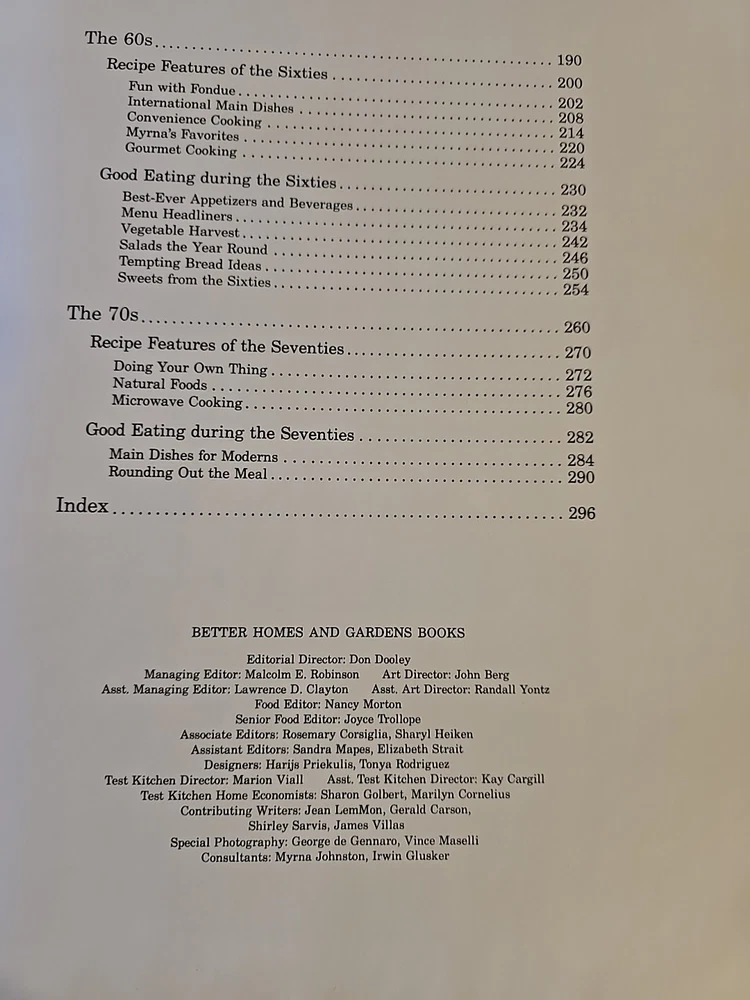 The 60s................................................ 190
Recipe Features of the Sixties ................................ 200
Fun with Fondue............................................ 202
International Main Dishes .................................. 208
Convenience Cooking ...................................... 214
Myrna's Favorites .......................................... 220
Gourmet Cooking .......................................... 224
Good Eating during the Sixties................................ 230
Best-Ever Appetizers and Beverages.......................... 232
Menu Headliners............................................ 234
Vegetable Harvest.......................................... 242
Salads the Year Round ...................................... 246
Tempting Bread Ideas ...................................... 250
Sweets from the Sixties...................................... 254
The 70s.................................................. 260
Recipe Features of the Seventies.............................. 270
Doing Your Own Thing...................................... 272
Natural Foods .............................................. 276
Microwave Cooking.......................................... 280
Good Eating during the Seventies ............................ 282
Main Dishes for Moderns .................................... 284
Rounding Out the Meal...................................... 290
Index.................................................... 296
BETTER HOMES AND GARDENS BOOKS
Editorial Director: Don Dooley
Managing Editor: Malcolm E. Robinson Art Director: John Berg
Asst. Managing Editor: Lawrence D. Clayton Asst. Art Director: Randall Yontz
Food Editor: Nancy Morton
Senior Food Editor: Joyce Trollope
Associate Editors: Rosemary Corsiglia, Sharyl Heiken
Assistant Editors: Sandra Mapes, Elizabeth Strait
Designers: Harijs Priekulis, Tonya Rodriguez
Test Kitchen Director: Marion Viall Asst. Test Kitchen Director: Kay Cargill
Test Kitchen Home Economists: Sharon Golbert, Marilyn Cornelius
Contributing Writers: Jean LemMon, Gerald Carson,
Shirley Sarvis, James Villas
Special Photography: George de Gennaro, Vince Maselli
Consultants: Myrna Johnston, Irwin Glusker